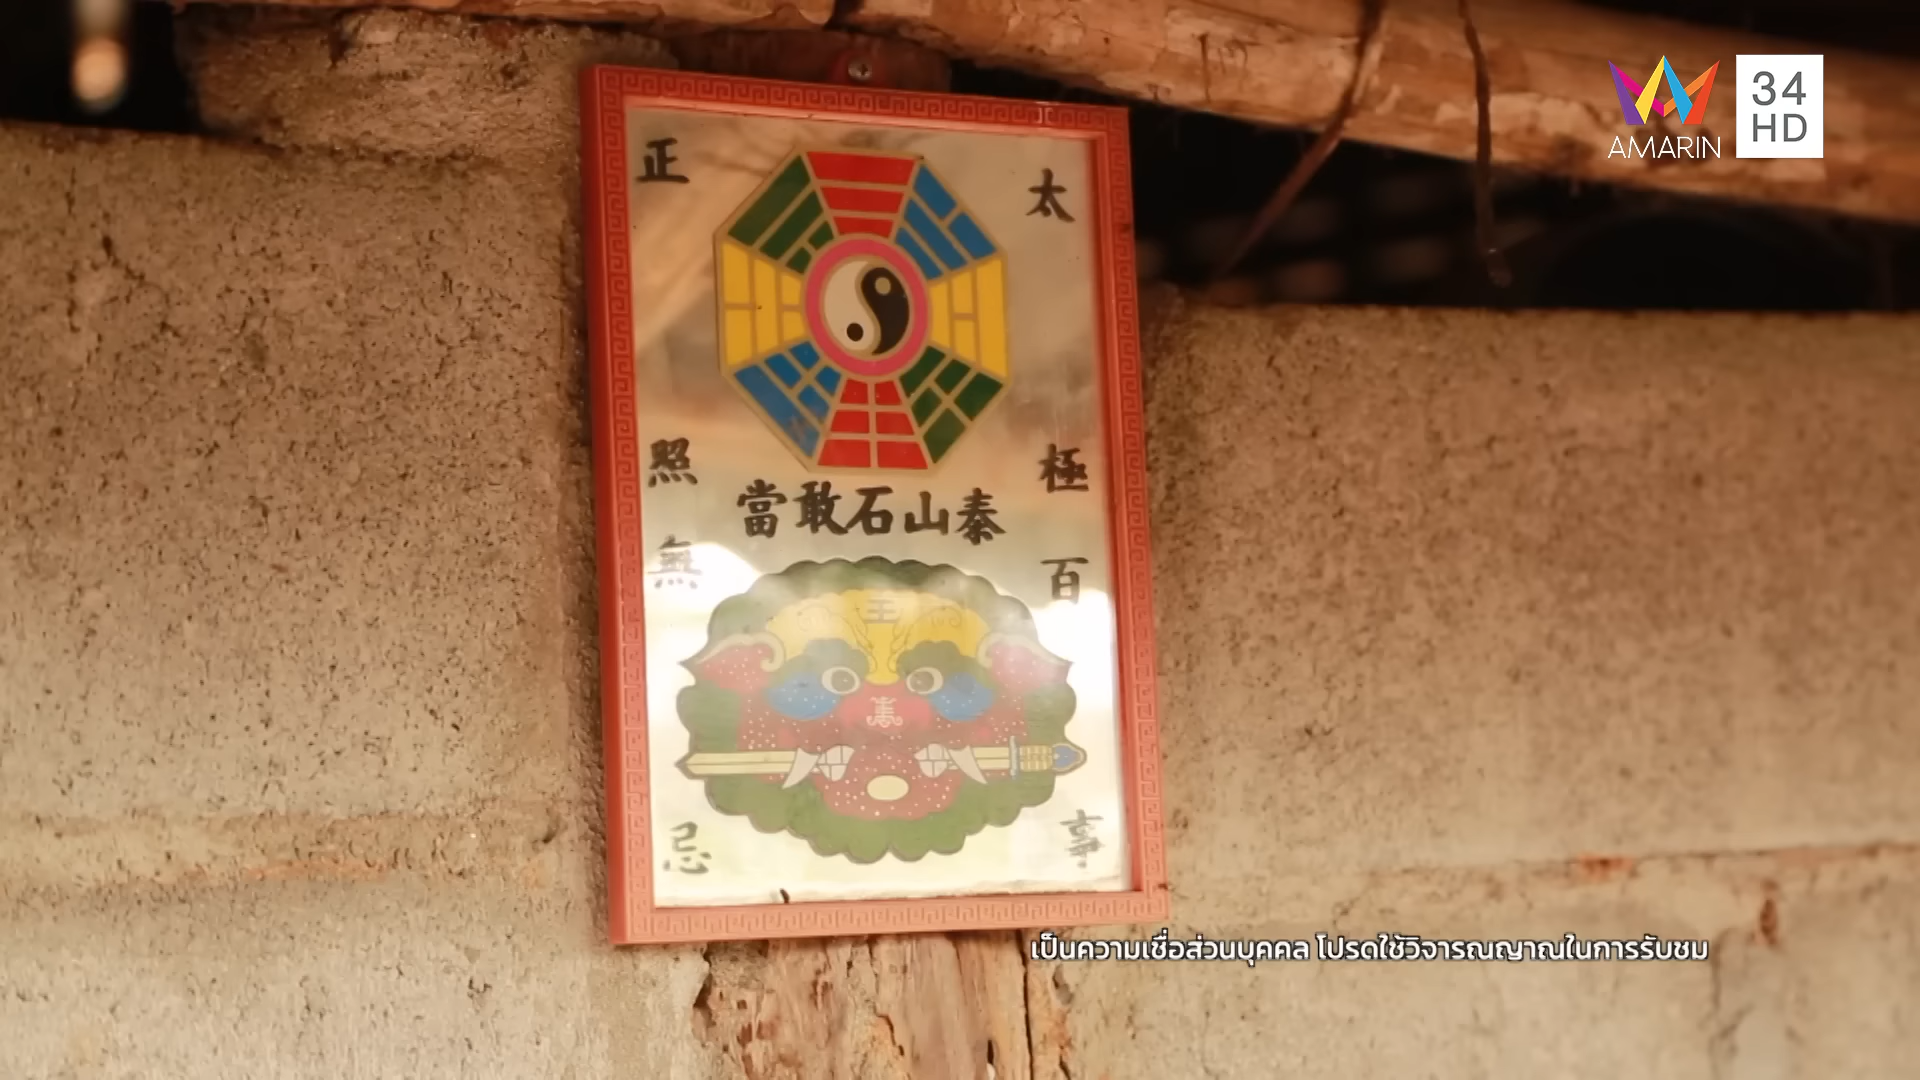 AMARIN
34
HD
太極百事
正照無忌
泰山石敢當
王
เป็นความเชื่อส่วนบุคคล โปรดใช้วิจารณญาณในการรับชม